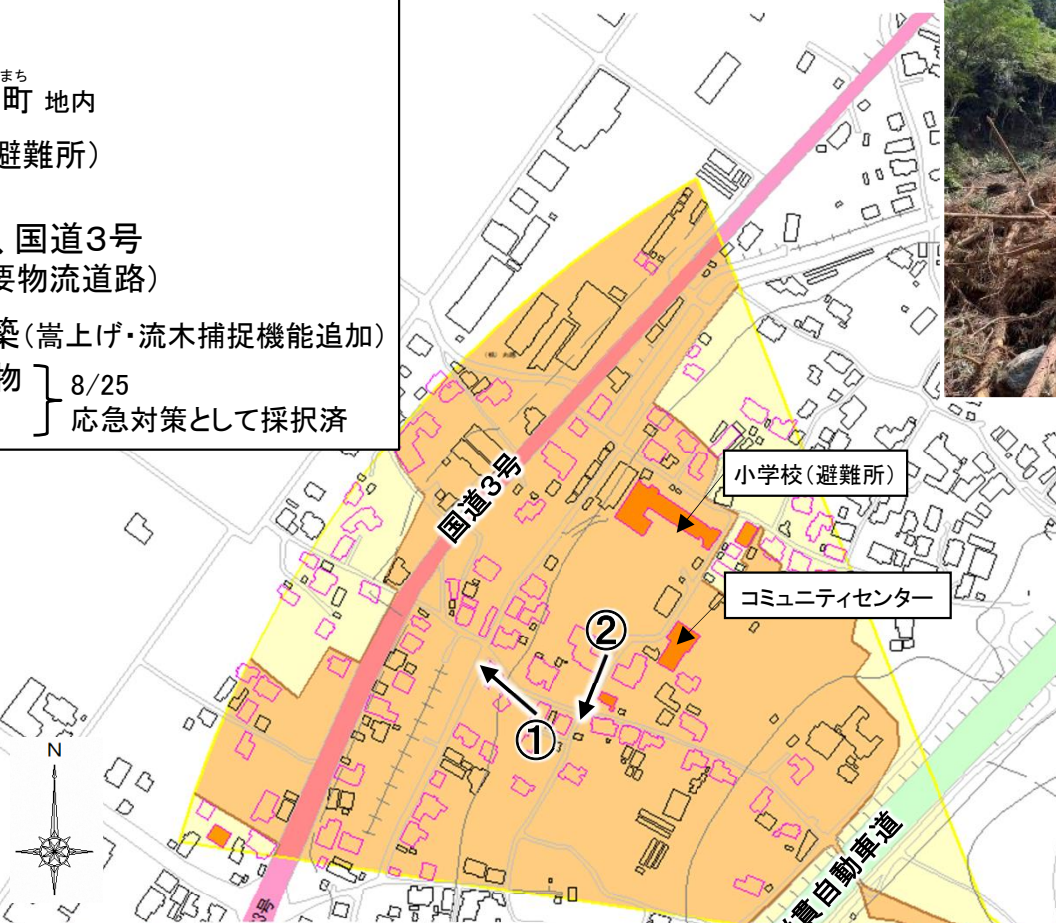 まち
町 地内
避難所）
、国道3号
要物流道路）
築（嵩上げ・流木捕捉機能追加）
物
8/25
応急対策として採択済
小学校（避難所）
国道3号
コミュニティセンター
②
①
N
貫自動車道
3号